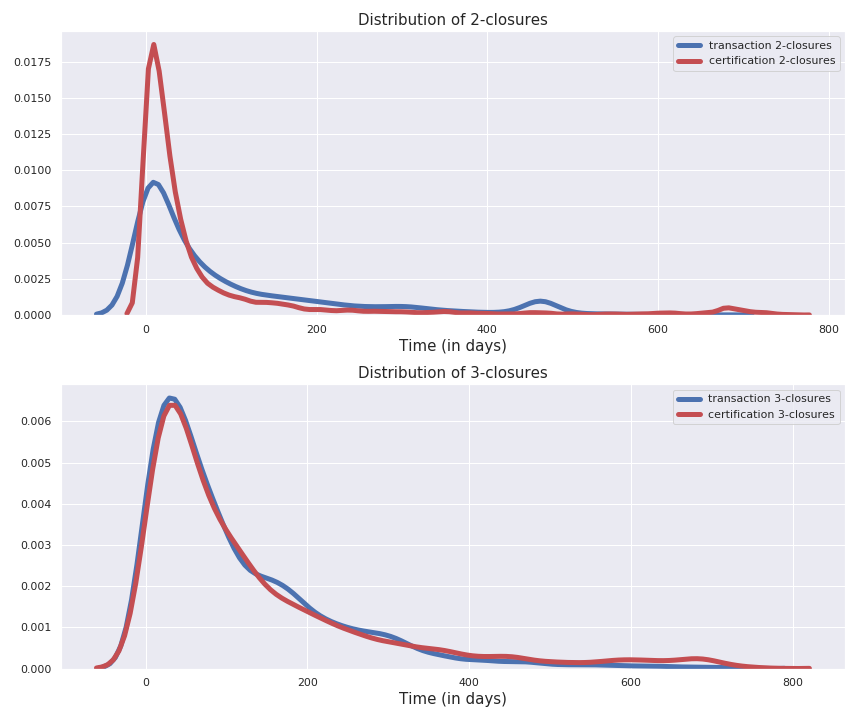 Distribution of 2-closures
transaction 2-closures
certification 2-closures
0.0175
0.0150
0.0125
0.0100
0.0075
0.0050
0.0025
0.0000
0 200 400 600 800
Time (in days)
Distribution of 3-closures
transaction 3-closures
certification 3-closures
0.006
0.005
0.004
0.003
0.002
0.001
0.000
0 200 400 600 800
Time (in days)